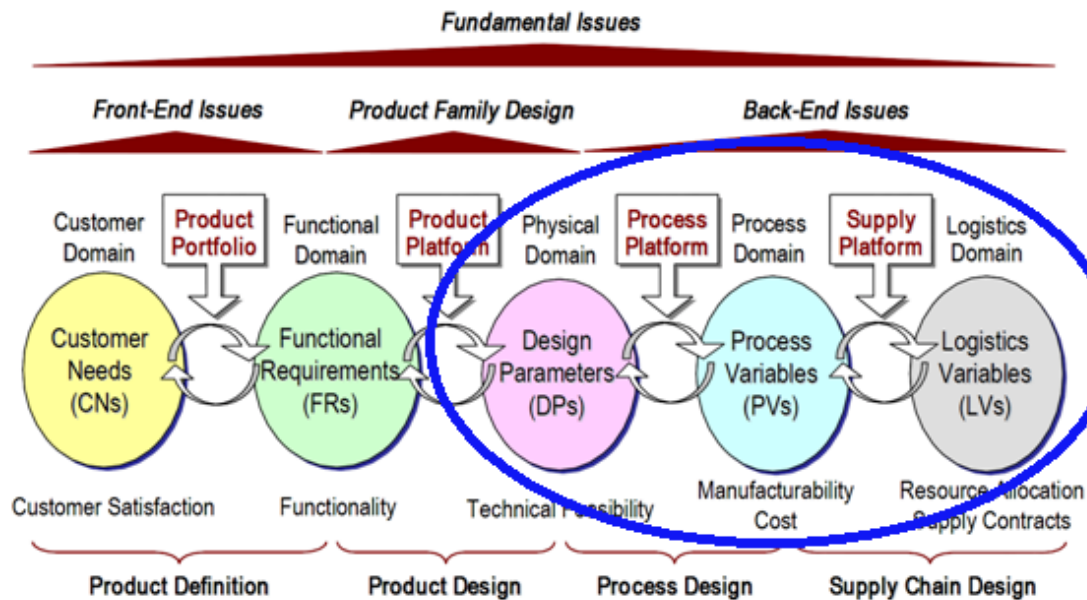 Fundamental Issues
Front-End Issues
Product Family Design
Back-End Issues
Customer
Domain
Product
Portfolio
Functional
Domain
Product
Platform
Physical
Domain
Process
Platform
Process
Domain
Supply
Platform
Logistics
Domain
Customer
Needs
(CNs)
Functional
Requirements
(FRs)
Design
Parameters
(DPs)
Process
Variables
(PVs)
Logistics
Variables
(LVs)
Customer Satisfaction
Functionality
Technical Feasibility
Manufacturability
Cost
Resource Allocation
Supply Contracts
Product Definition
Product Design
Process Design
Supply Chain Design